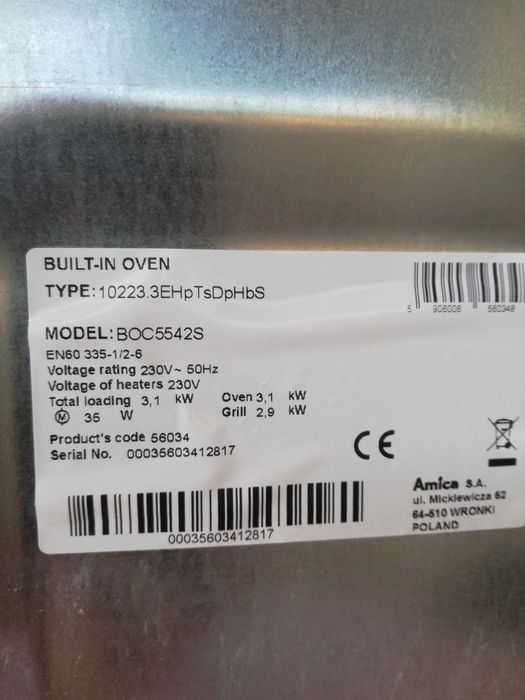 BUILT-IN OVEN
TYPE: 10223.3EHpTsDpHbS
5 906006 560348
MODEL: BOC5542S
EN60 335-1/2-6
Voltage rating 230V~ 50Hz
Voltage of heaters 230V
Total loading 3,1 kW Oven 3,1 kW
M 35 W Grill 2,9 kW
Product's code 56034
Serial No. 00035603412817
CE
Amica S.A.
ul. Mickiewicza 52
64-510 WRONKI
POLAND
00035603412817